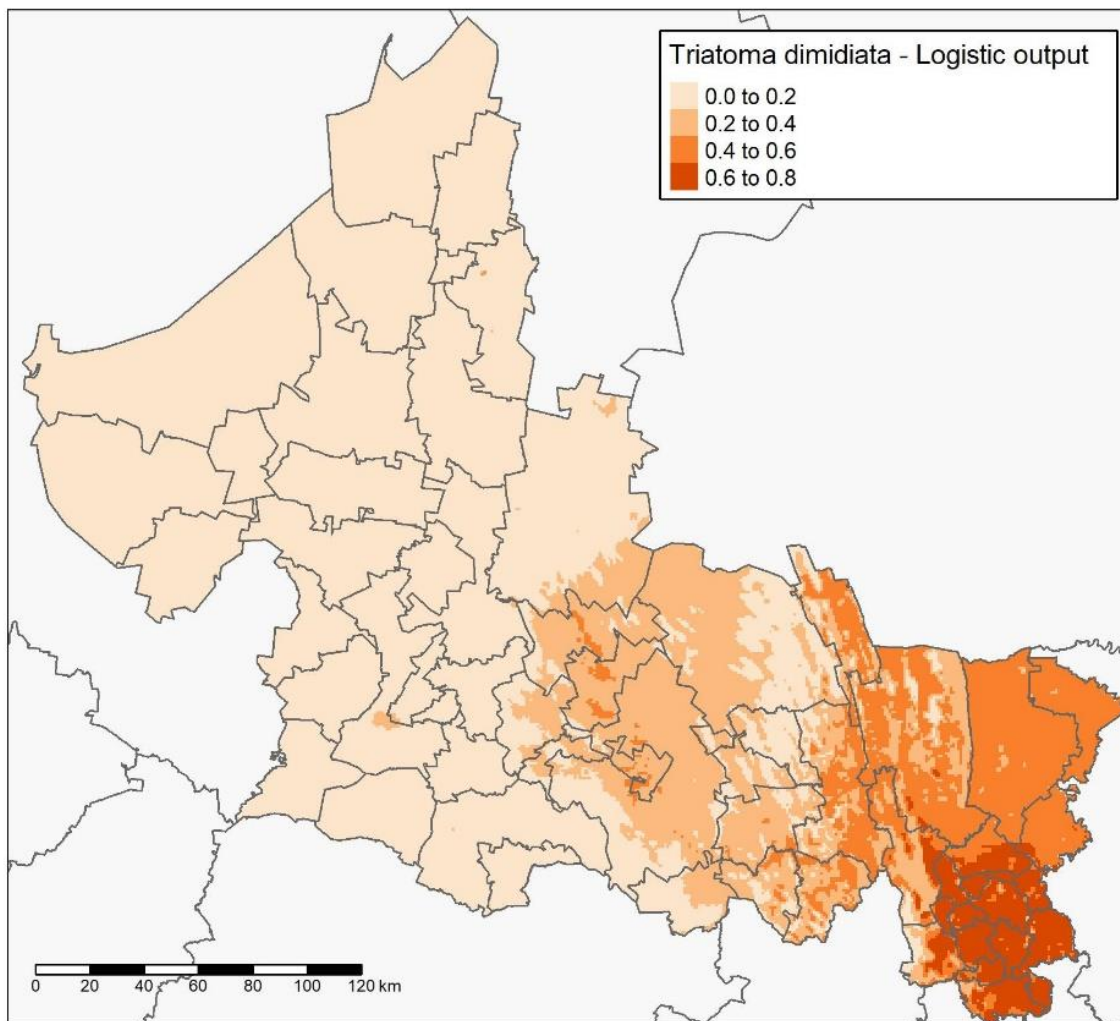 Triatoma dimidiata - Logistic output
0.0 to 0.2
0.2 to 0.4
0.4 to 0.6
0.6 to 0.8
0 20 40 60 80 100 120 km